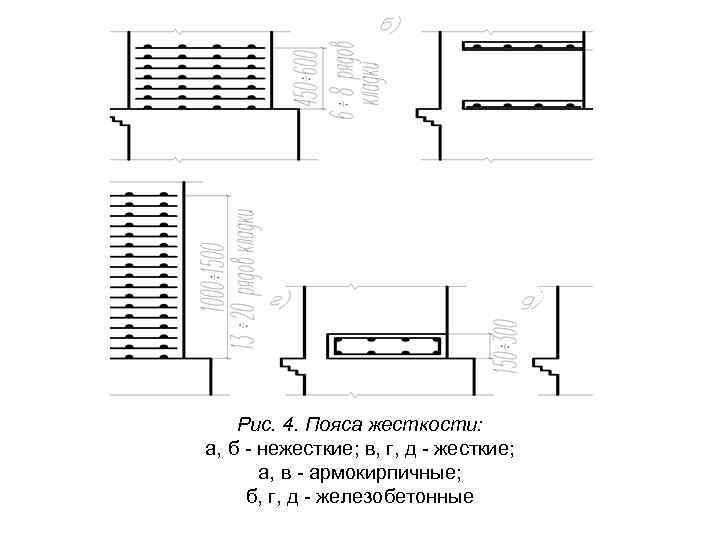 б)
450÷600
6÷8 рядов
кладки
1000÷1500
13÷20 рядов кладки
г)
150-300
д)
Рис. 4. Пояса жесткости:
а, б - нежесткие; в, г, д - жесткие;
а, в - армокирпичные;
б, г, д - железобетонные